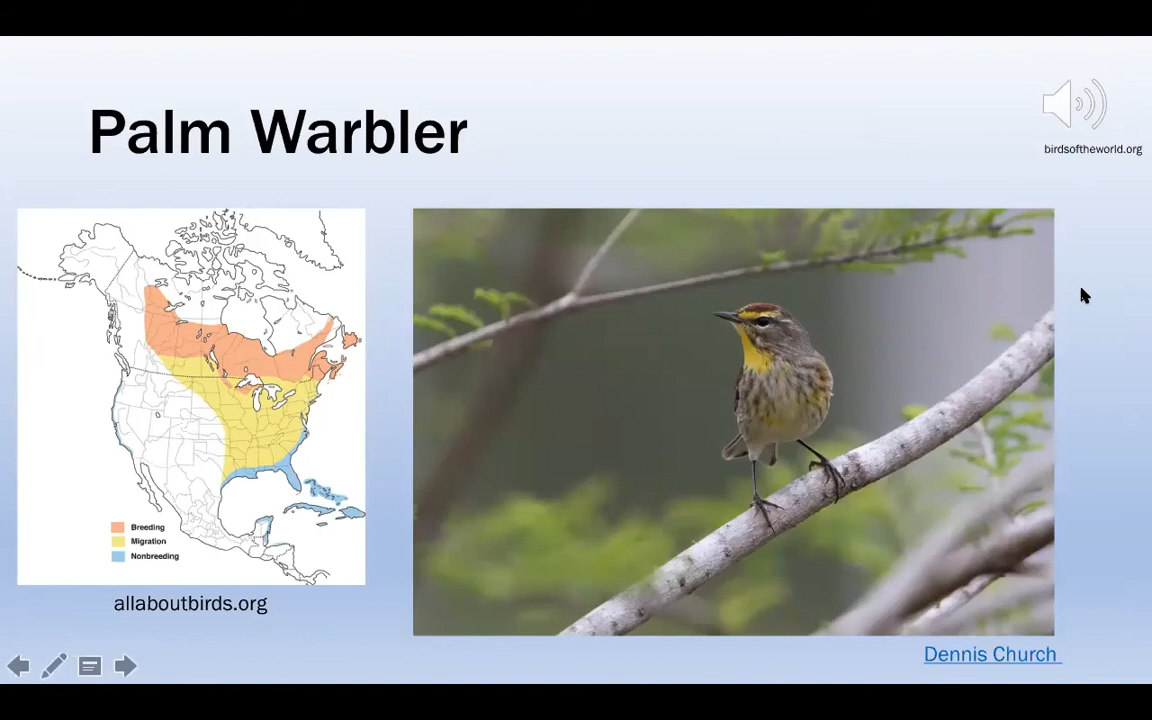 Palm Warbler
birdsoftheworld.org
Breeding
Migration
Nonbreeding
allaboutbirds.org
Dennis Church